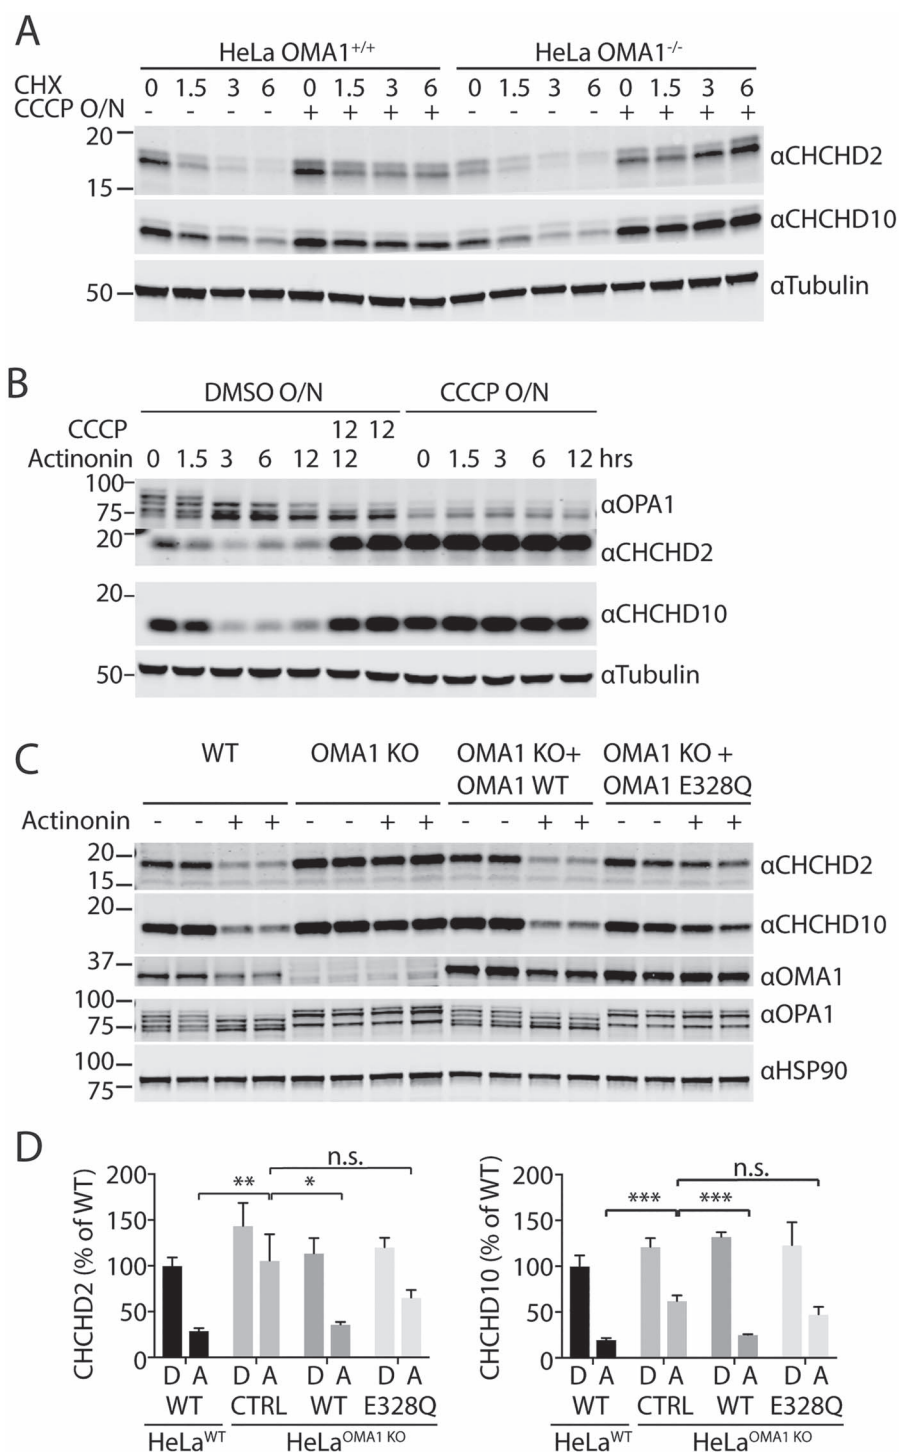 A
HeLa OMA1+/+ HeLa OMA1-/-
CHX 0 1.5 3 6 0 1.5 3 6 0 1.5 3 6 0 1.5 3 6
CCCP O/N - - - - + + + + - - - - + + + +
20
αCHCHD2
15
αCHCHD10
50 αTubulin
B
DMSO O/N CCCP O/N
CCCP 12 12
Actinonin 0 1.5 3 6 12 12 0 1.5 3 6 12 hrs
100
75 αOPA1
20
αCHCHD2
20
αCHCHD10
50 αTubulin
C
WT OMA1 KO OMA1 KO+ OMA1 KO +
OMA1 WT OMA1 E328Q
Actinonin - - + + - - + + - - + + - - + +
20 αCHCHD2
15
20
αCHCHD10
37
αOMA1
100
75 αOPA1
100
75 αHSP90
D
CHCHD2 (% of WT)
200
150
100
50
0
** * n.s.
D A D A D A D A
WT CTRL WT E328Q
HeLaWT HeLaOMA1 KO
CHCHD10 (% of WT)
200
150
100
50
0
*** *** n.s.
D A D A D A D A
WT CTRL WT E328Q
HeLaWT HeLaOMA1 KO